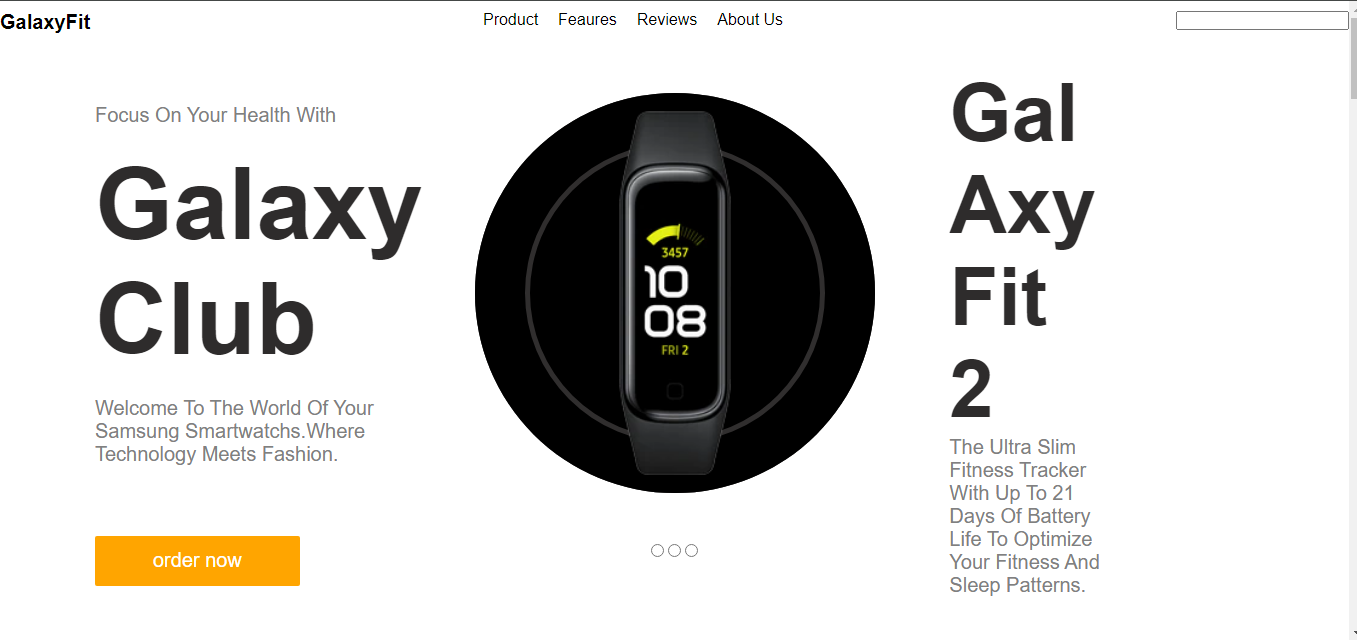 GalaxyFit
Product Feaures Reviews About Us
Focus On Your Health With
Galaxy
Club
Welcome To The World Of Your
Samsung Smartwatchs.Where
Technology Meets Fashion.
order now
3457
10
08
FRI 2
Gal
Axy
Fit
2
The Ultra Slim
Fitness Tracker
With Up To 21
Days Of Battery
Life To Optimize
Your Fitness And
Sleep Patterns.